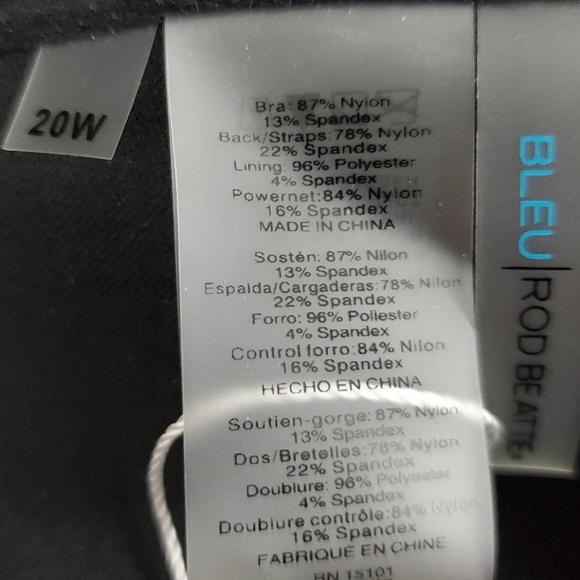 20W
Bra: 87% Nylon
13% Spandex
Back/Straps:78% Nylon
22% Spandex
Lining: 96% Polyester
4% Spandex
Powernet:84% Nylon
16% Spandex
MADE IN CHINA
Sostén: 87% Nilon
13% Spandex
Espalda/Cargaderas:78% Nilon
22% Spandex
Forro: 96% Poliester
4% Spandex
Control forro:84% Nilon
16% Spandex
HECHO EN CHINA
Soutien-gorge: 87% Nylon
13% Spandex
Dos/Bretelles:78% Nylon
22% Spandex
Doublure: 96% Polyester
4% Spandex
Doublure contrôle:84% Nylon
16% Spandex
FABRIQUE EN CHINE
RN 15101
BLEU|ROD BEATTE